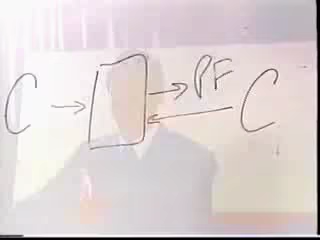 C → → PF ← C